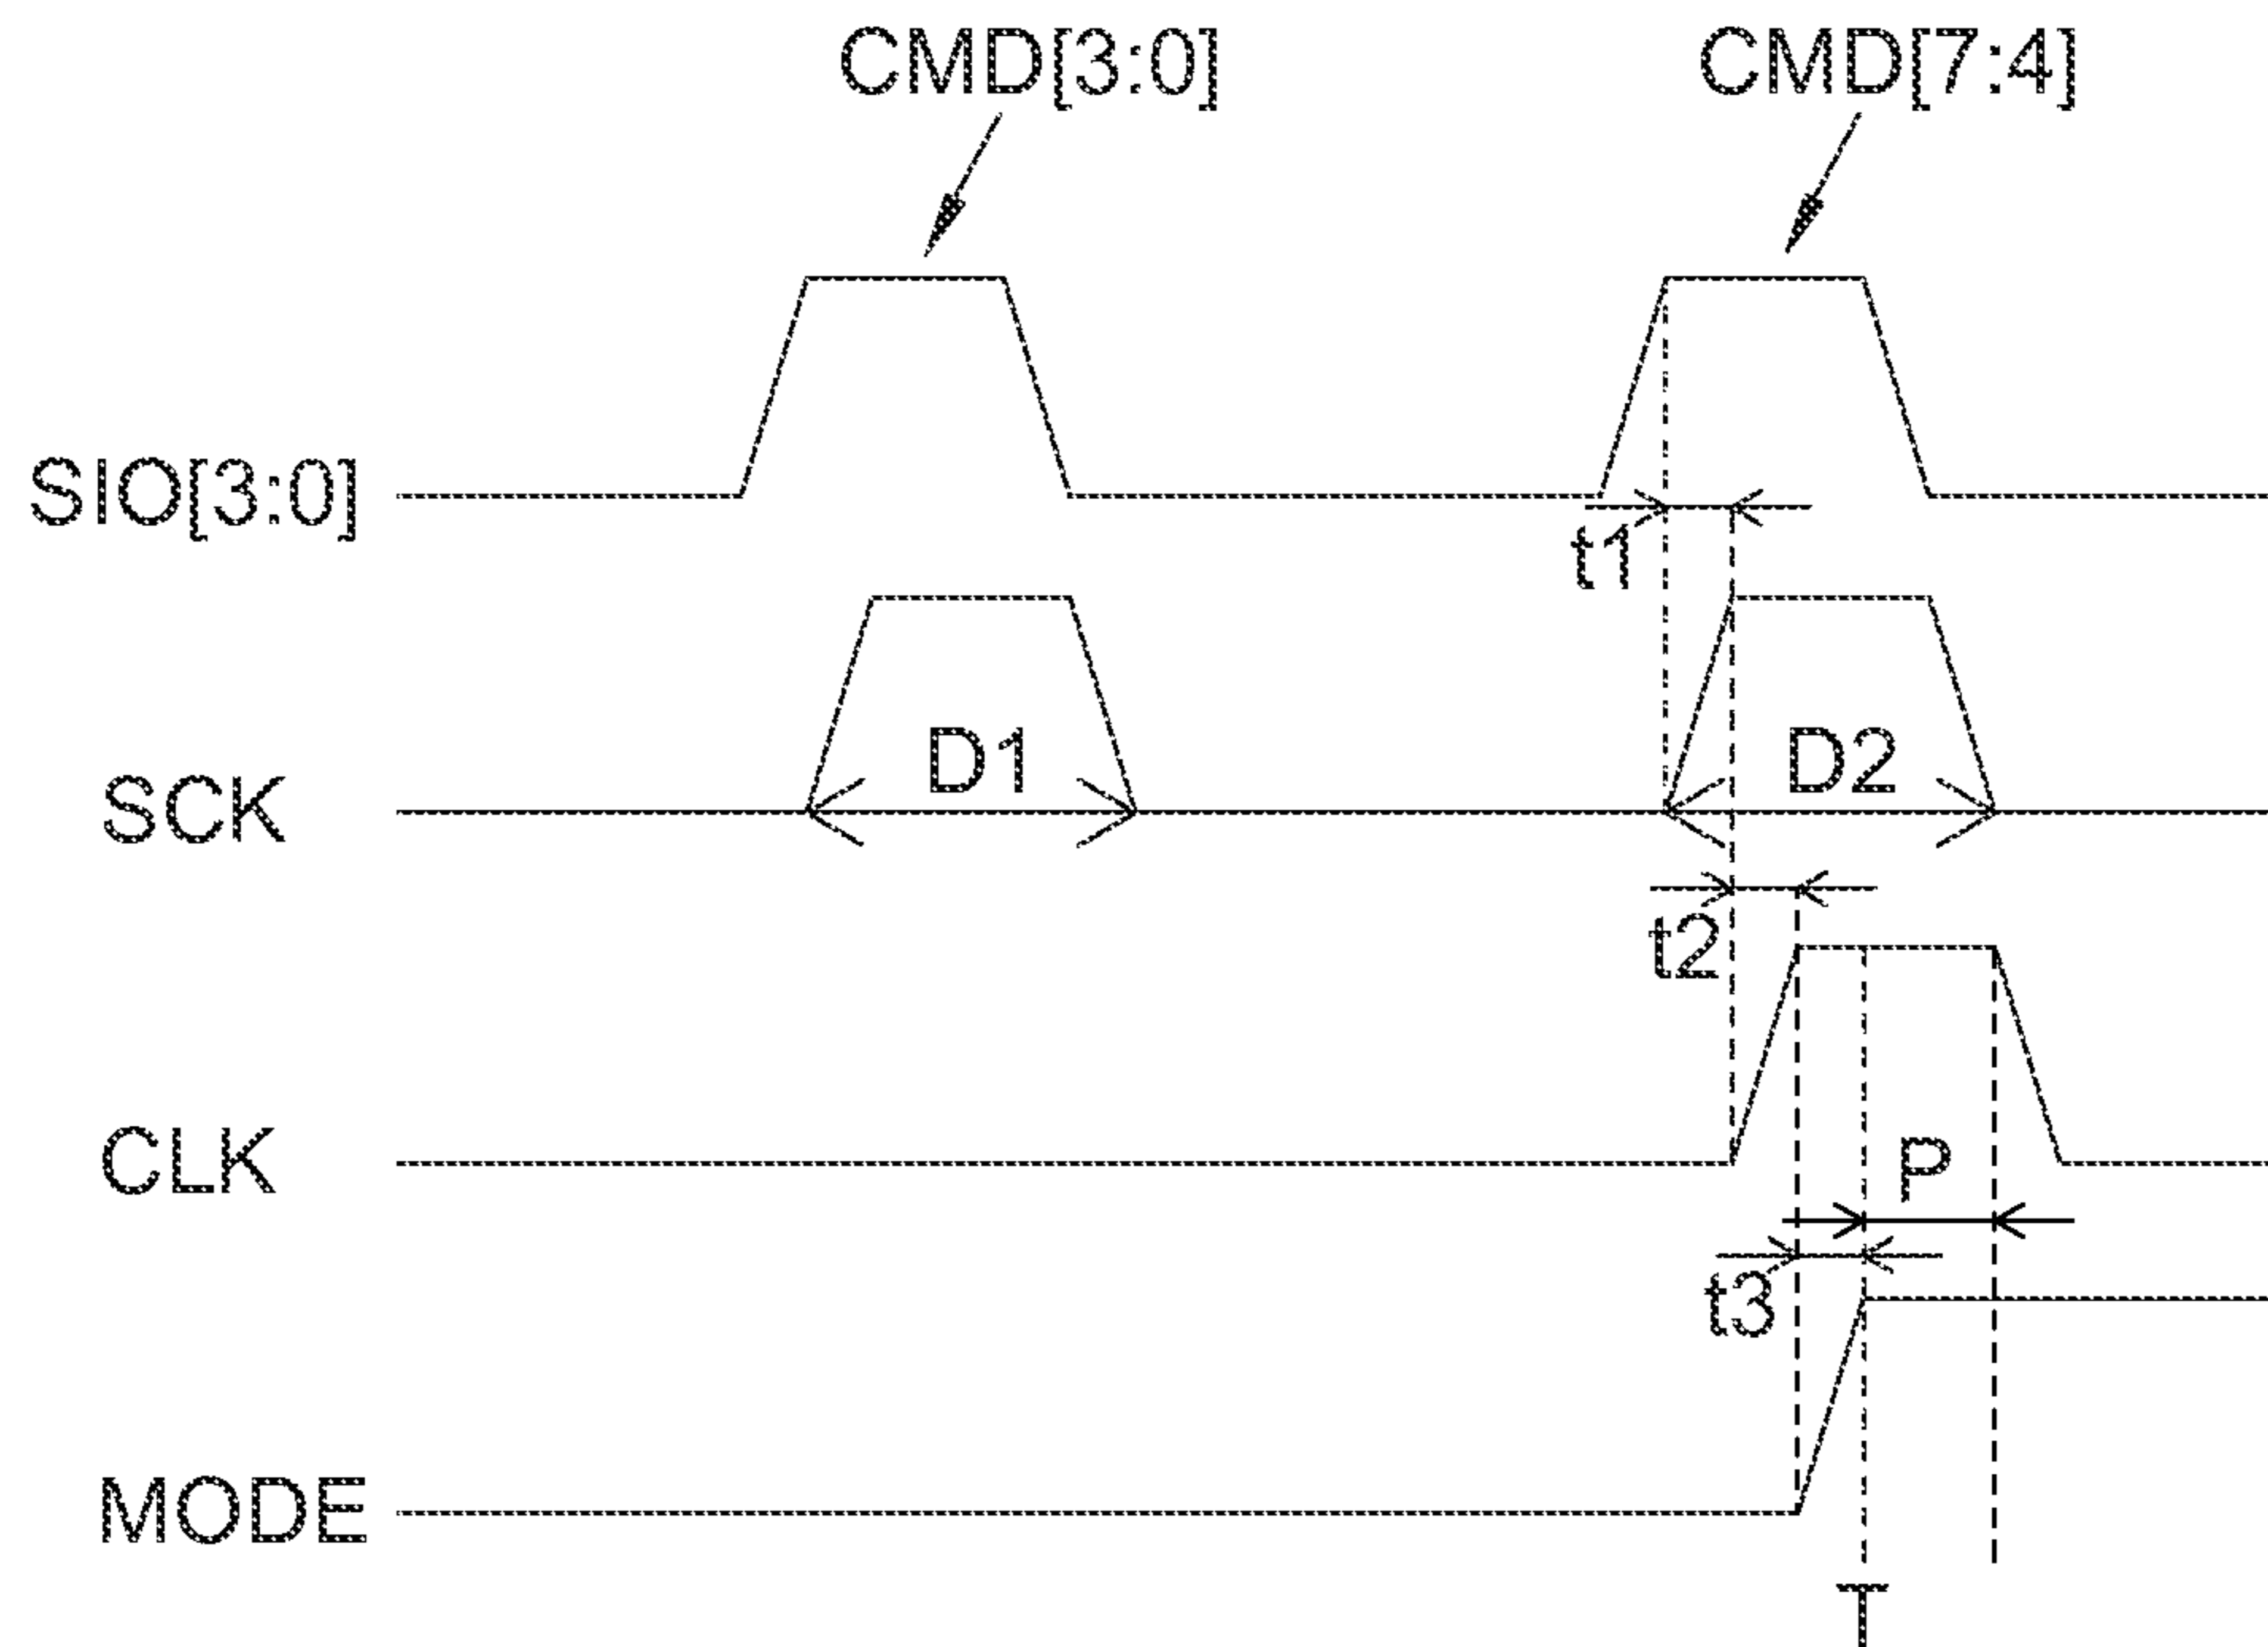 CMD[3:0]
CMD[7:4]
SIO[3:0]
t1
SCK
D1
D2
t2
CLK
P
t3
MODE
T